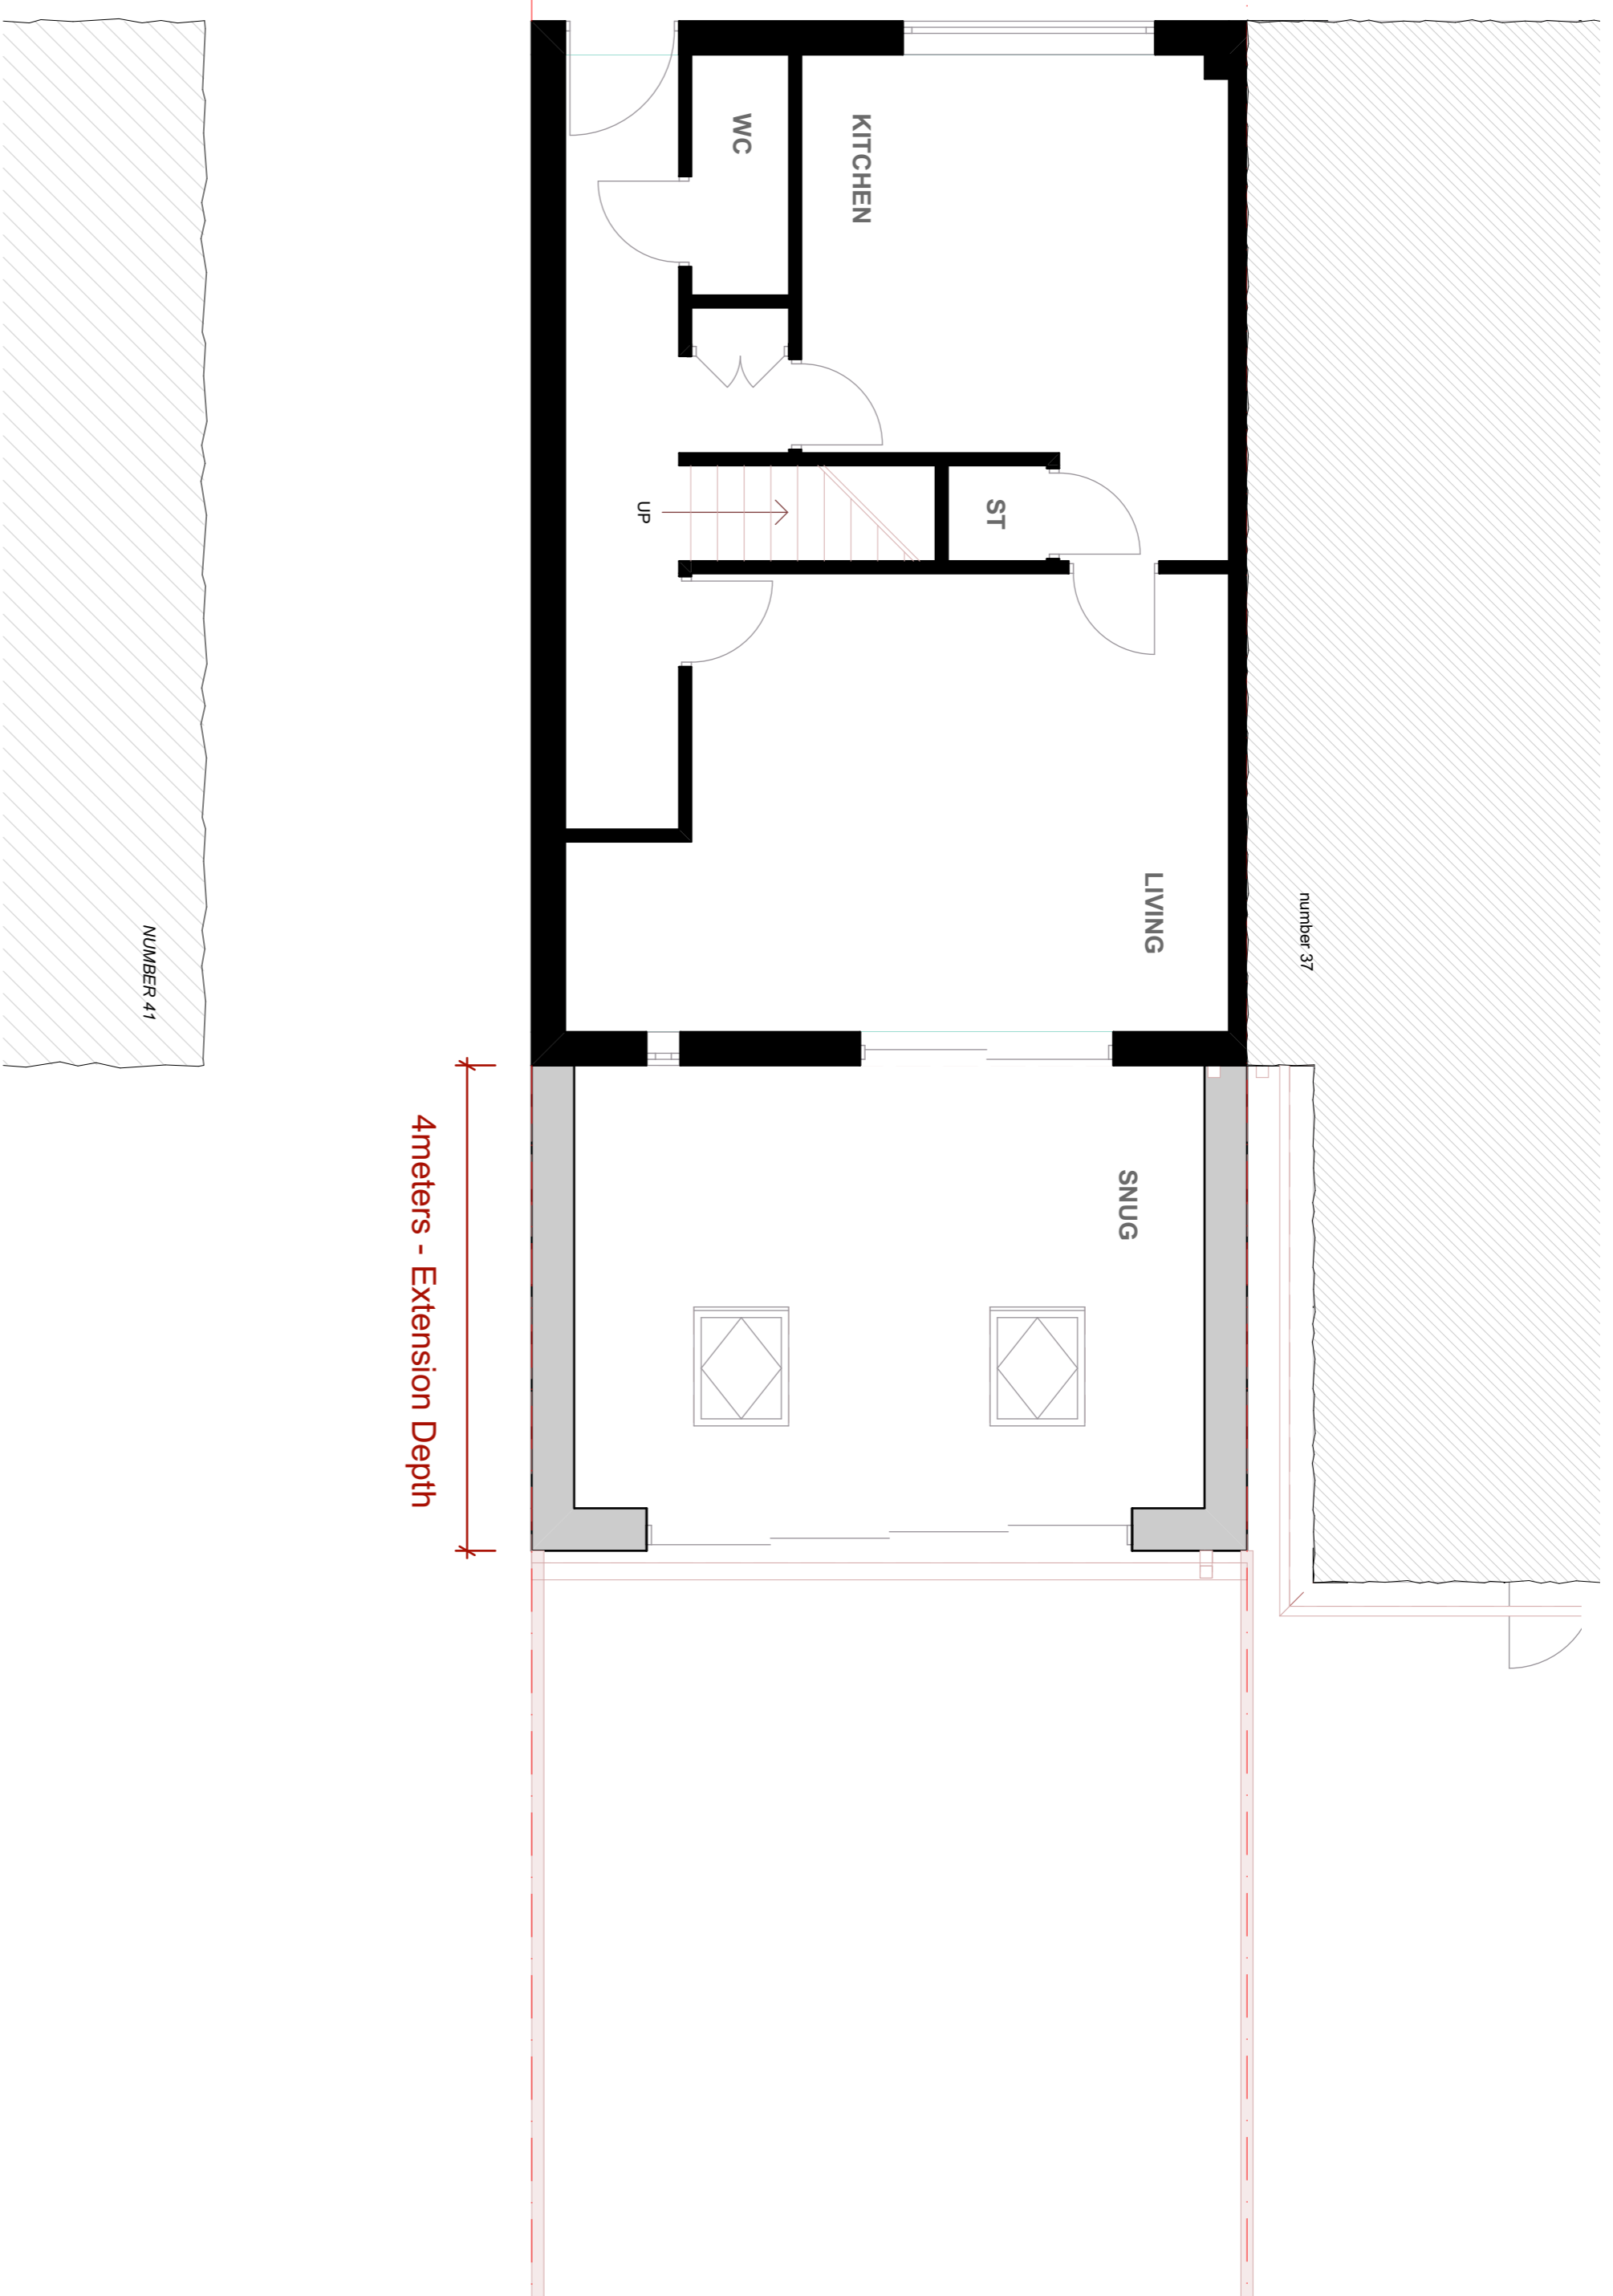 WC
KITCHEN
UP
ST
LIVING
number 37
NUMBER 41
SNUG
4meters - Extension Depth